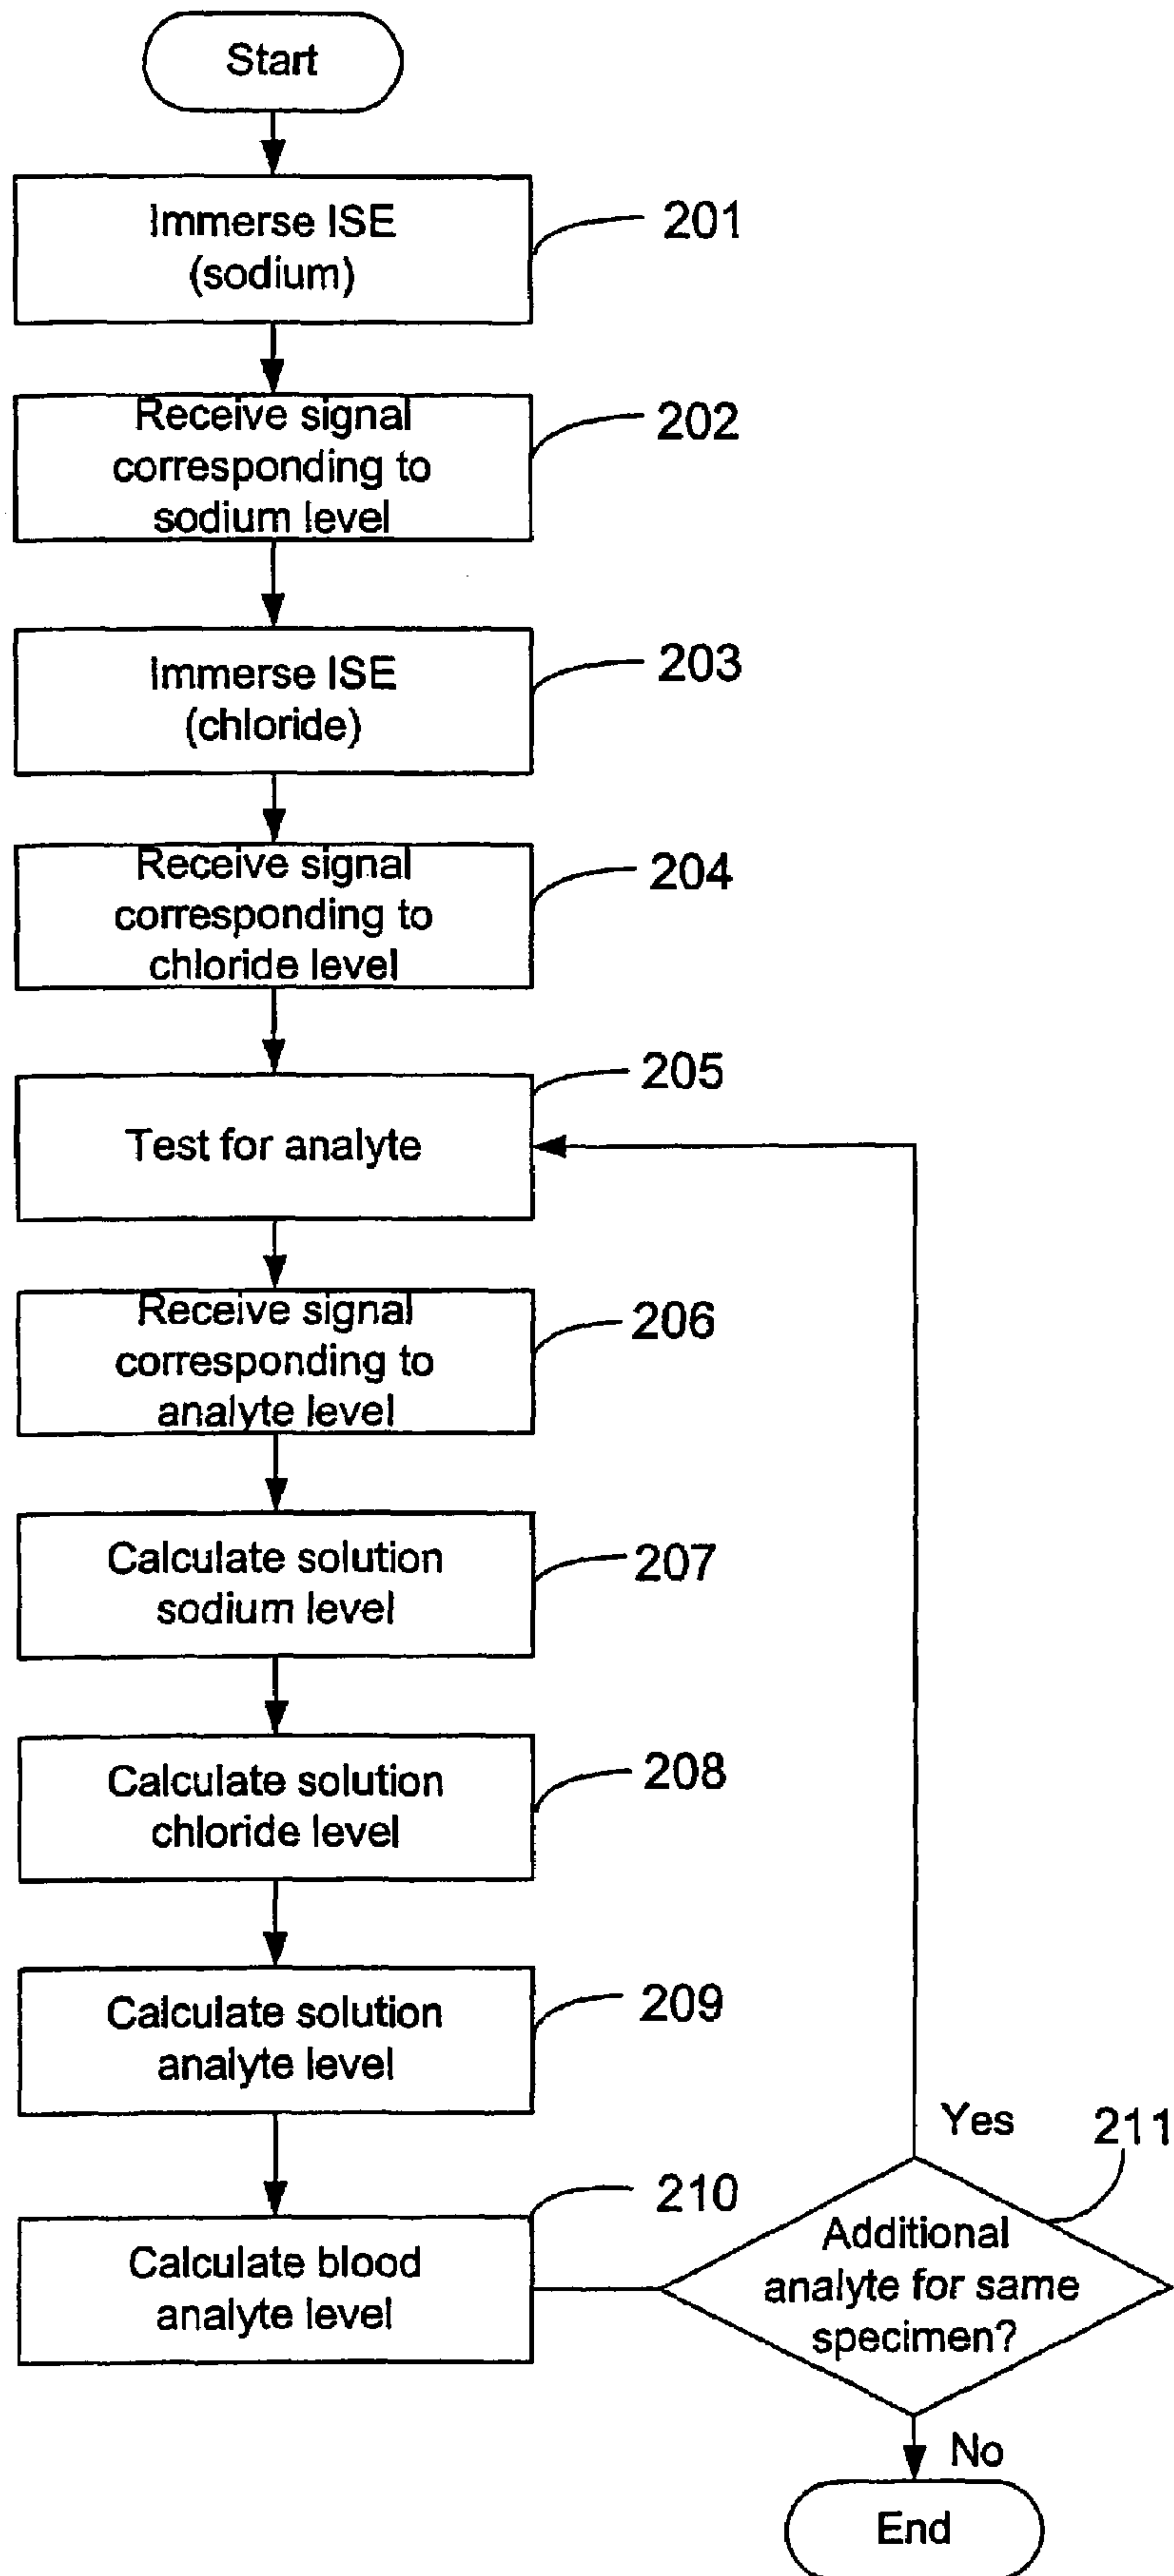 Start
Immerse ISE
(sodium)
201
Receive signal
corresponding to
sodium level
202
Immerse ISE
(chloride)
203
Receive signal
corresponding to
chloride level
204
Test for analyte
205
Receive signal
corresponding to
analyte level
206
Calculate solution
sodium level
207
Calculate solution
chloride level
208
Calculate solution
analyte level
209
Calculate blood
analyte level
210
Yes
211
Additional
analyte for same
specimen?
No
End